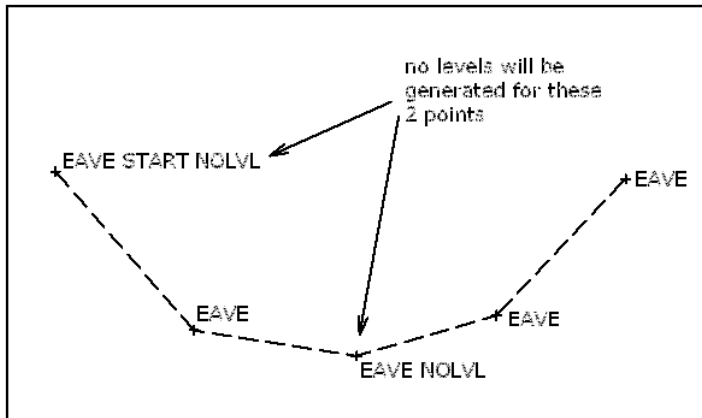 no levels will be
generated for these
2 points
EAVE START NOLVL
EAVE
EAVE
EAVE
EAVE NOLVL